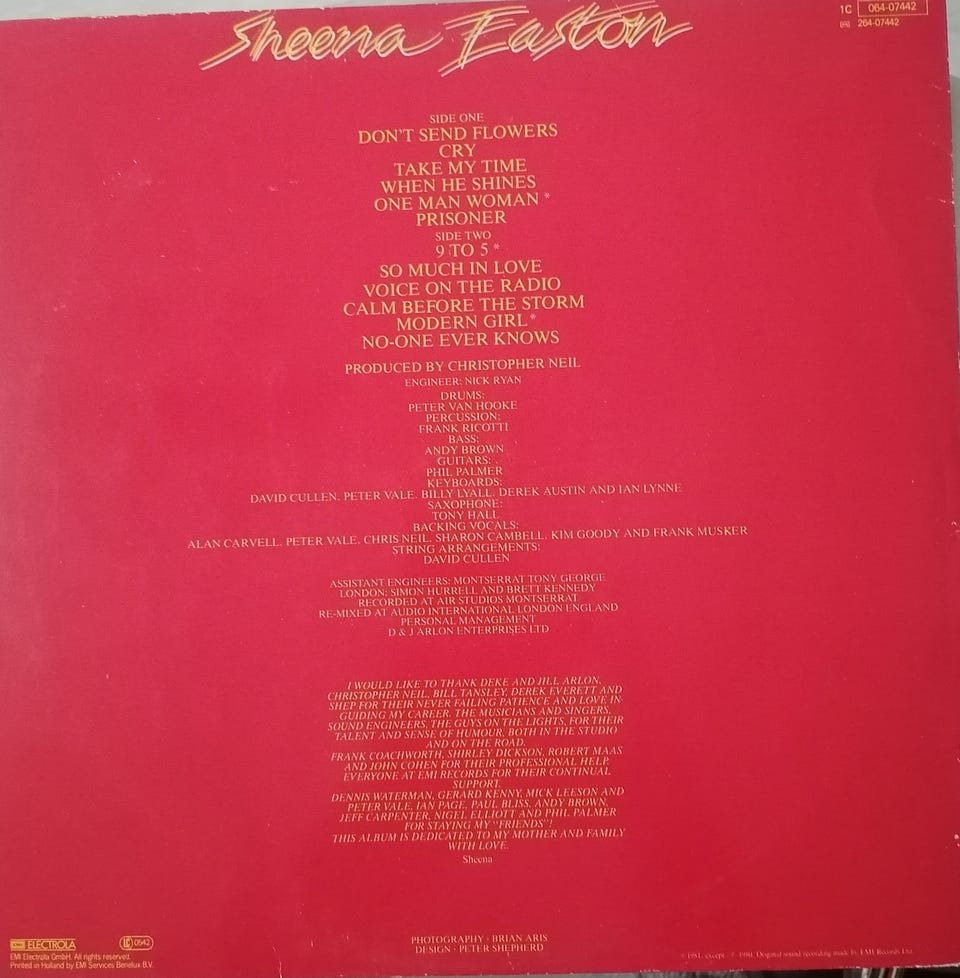 Sheena Easton
1C 064-07442
264-07442
SIDE ONE
DON'T SEND FLOWERS
CRY
TAKE MY TIME
WHEN HE SHINES
ONE MAN WOMAN *
PRISONER
SIDE TWO
9 TO 5 *
SO MUCH IN LOVE
VOICE ON THE RADIO
CALM BEFORE THE STORM
MODERN GIRL *
NO-ONE EVER KNOWS
PRODUCED BY CHRISTOPHER NEIL
ENGINEER: NICK RYAN
DRUMS:
PETER VAN HOOKE
PERCUSSION:
FRANK RICOTTI
BASS:
ANDY BROWN
GUITARS:
PHIL PALMER
KEYBOARDS:
DAVID CULLEN, PETER VALE, BILLY LYALL, DEREK AUSTIN AND IAN LYNNE
SAXOPHONE:
TONY HALL
BACKING VOCALS:
ALAN CARVELL, PETER VALE, CHRIS NEIL, SHARON CAMBELL, KIM GOODY AND FRANK MUSKER
STRING ARRANGEMENTS:
DAVID CULLEN
ASSISTANT ENGINEERS: MONTSERRAT TONY GEORGE
LONDON: SIMON HURRELL AND BRETT KENNEDY
RECORDED AT AIR STUDIOS MONTSERRAT
RE-MIXED AT AUDIO INTERNATIONAL LONDON ENGLAND
PERSONAL MANAGEMENT
D & J ARLON ENTERPRISES LTD
I WOULD LIKE TO THANK DEKE AND JILL ARLON,
CHRISTOPHER NEIL, BILL TANSLEY, DEREK EVERETT AND
SHEP FOR THEIR NEVER FAILING PATIENCE AND LOVE IN
GUIDING MY CAREER. THE MUSICIANS AND SINGERS,
SOUND ENGINEERS, THE GUYS ON THE LIGHTS, FOR THEIR
TALENT AND SENSE OF HUMOUR, BOTH IN THE STUDIO
AND ON THE ROAD.
FRANK COACHWORTH, SHIRLEY DICKSON, ROBERT MAAS
AND JOHN COHEN FOR THEIR PROFESSIONAL HELP.
EVERYONE AT EMI RECORDS FOR THEIR CONTINUAL
SUPPORT.
DENNIS WATERMAN, GERARD KENNY, MICK LEESON AND
PETER VALE, IAN PAGE, PAUL BLISS, ANDY BROWN,
JEFF CARPENTER, NIGEL ELLIOTT AND PHIL PALMER
FOR STAYING MY "FRIENDS"!
THIS ALBUM IS DEDICATED TO MY MOTHER AND FAMILY
WITH LOVE.
Sheena
EMI ELECTROLA LC 0542
EMI Electrola GmbH. All rights reserved.
Printed in Holland by EMI Services Benelux B.V.
PHOTOGRAPHY - BRIAN ARIS
DESIGN - PETER SHEPHERD
℗ 1981, except * ℗ 1980. Original sound recording made by EMI Records Ltd.